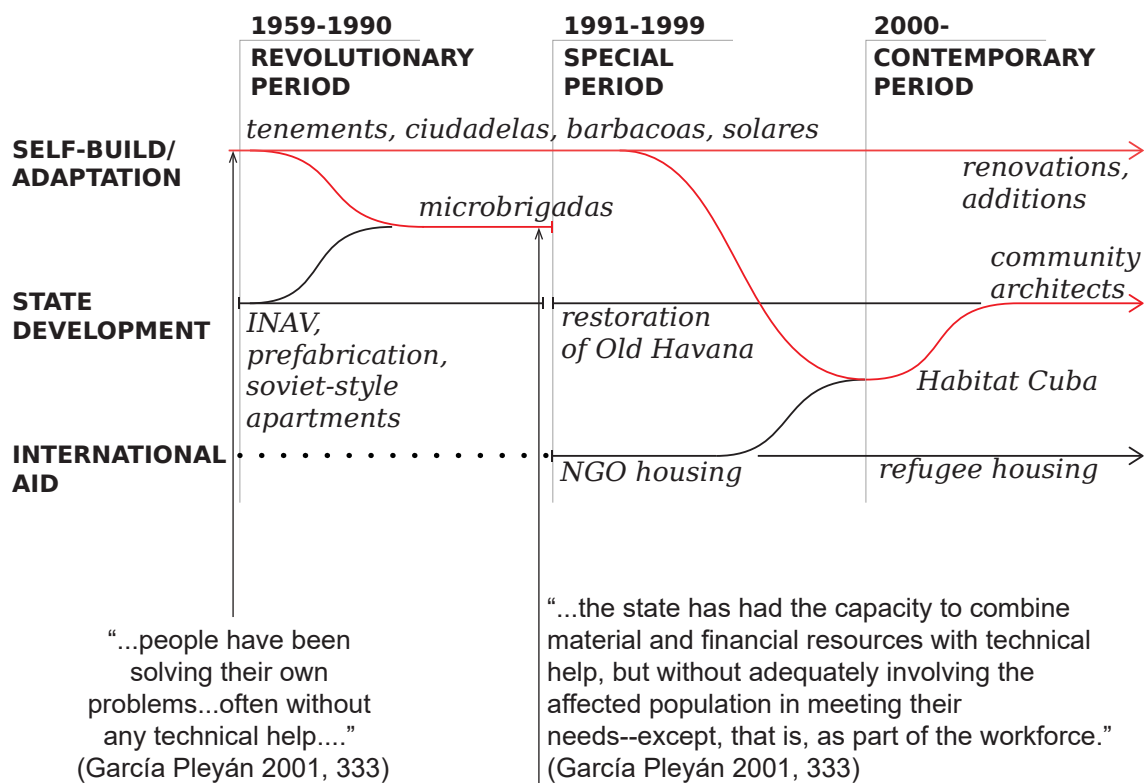 1959-1990
REVOLUTIONARY
PERIOD
1991-1999
SPECIAL
PERIOD
2000-
CONTEMPORARY
PERIOD
SELF-BUILD/
ADAPTATION
tenements, ciudadelas, barbacoas, solares
renovations,
additions
microbrigadas
STATE
DEVELOPMENT
INAV,
prefabrication,
soviet-style
apartments
restoration
of Old Havana
community
architects
Habitat Cuba
INTERNATIONAL
AID
NGO housing
refugee housing
“...people have been
solving their own
problems...often without
any technical help....”
(García Pleyán 2001, 333)
“...the state has had the capacity to combine
material and financial resources with technical
help, but without adequately involving the
affected population in meeting their
needs--except, that is, as part of the workforce.”
(García Pleyán 2001, 333)